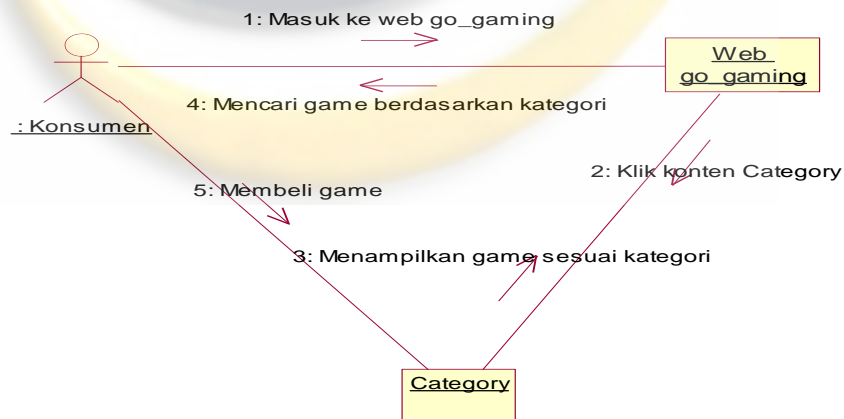 1: Masuk ke web go_gaming
Web
go_gaming
4: Mencari game berdasarkan kategori
: Konsumen
2: Klik konten Category
5: Membeli game
3: Menampilkan game sesuai kategori
Category